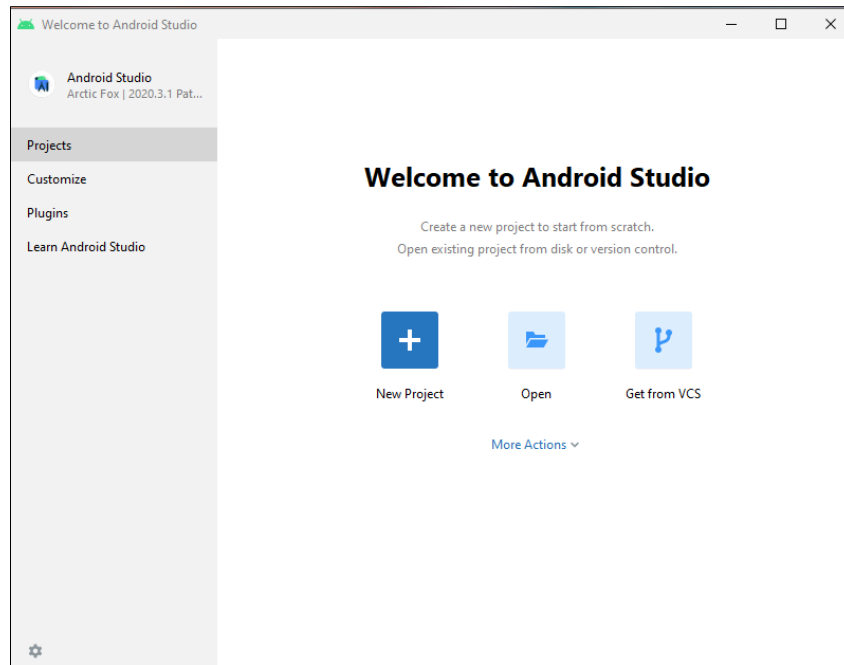 Welcome to Android Studio
Android Studio
Arctic Fox | 2020.3.1 Pat...
Projects
Customize
Plugins
Learn Android Studio
Welcome to Android Studio
Create a new project to start from scratch.
Open existing project from disk or version control.
New Project
Open
Get from VCS
More Actions